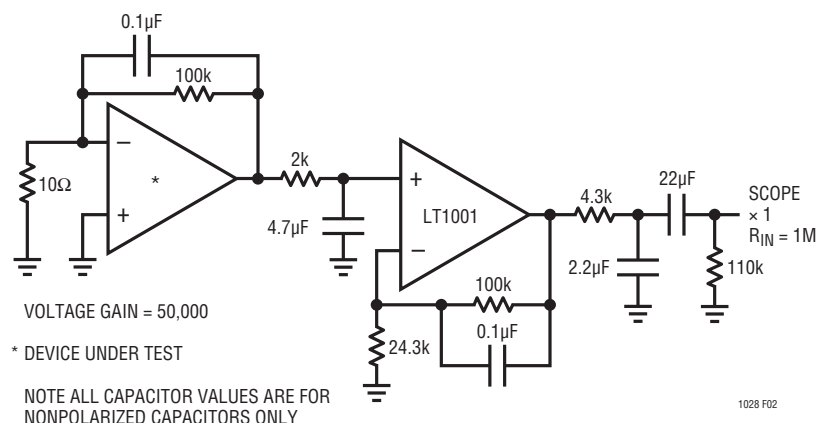 0.1µF
100k
10Ω
–
+
*
2k
4.7µF
+
–
LT1001
4.3k
22µF
SCOPE
× 1
R_IN = 1M
2.2µF
110k
100k
0.1µF
24.3k
VOLTAGE GAIN = 50,000
* DEVICE UNDER TEST
NOTE ALL CAPACITOR VALUES ARE FOR
NONPOLARIZED CAPACITORS ONLY
1028 F02